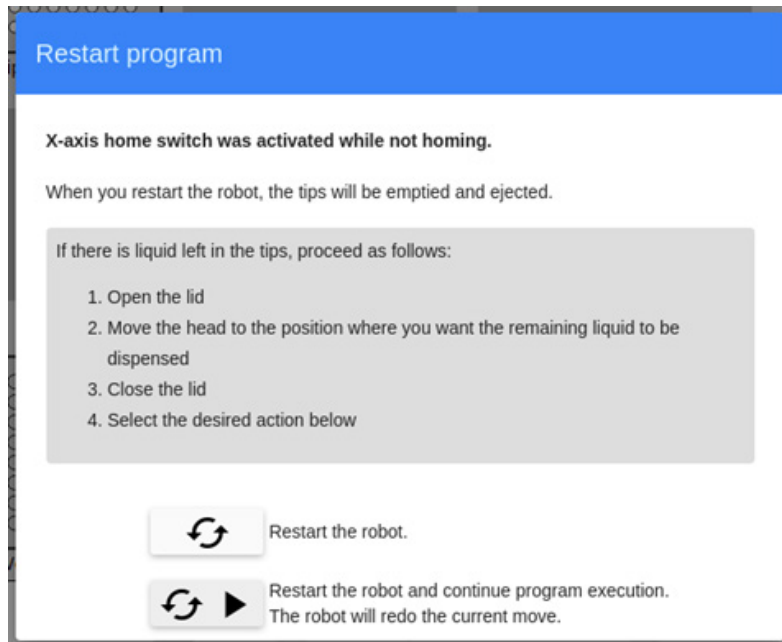 Restart program
X-axis home switch was activated while not homing.
When you restart the robot, the tips will be emptied and ejected.
If there is liquid left in the tips, proceed as follows:
1. Open the lid
2. Move the head to the position where you want the remaining liquid to be
dispensed
3. Close the lid
4. Select the desired action below
Restart the robot.
Restart the robot and continue program execution.
The robot will redo the current move.